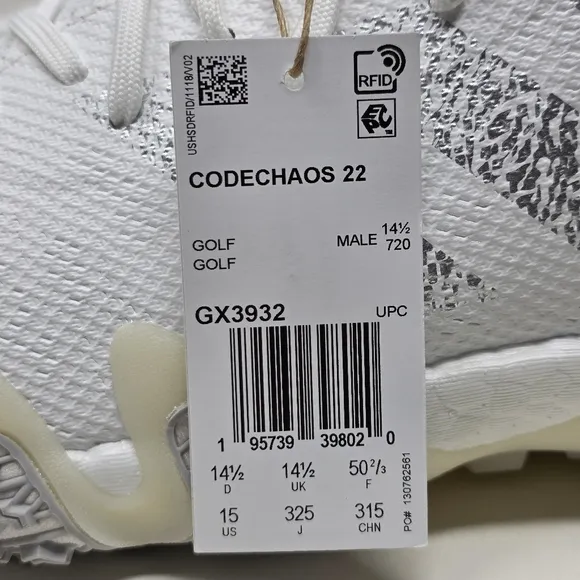 USHSDRFID/1118/V02
RFID
EPC
CODECHAOS 22
GOLF MALE 14½
GOLF 720
GX3932 UPC
1 95739 39802 0
14½ 14½ 50⅔
D UK F
15 325 315
US J CHN
PO# 130762561